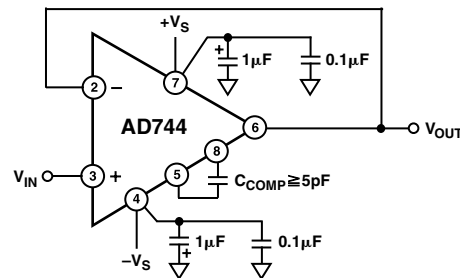 +VS
+
1µF
0.1µF
7
2
–
AD744
6
VOUT
8
VIN
3
+
5
CCOMP≧5pF
4
1µF
0.1µF
+
–VS